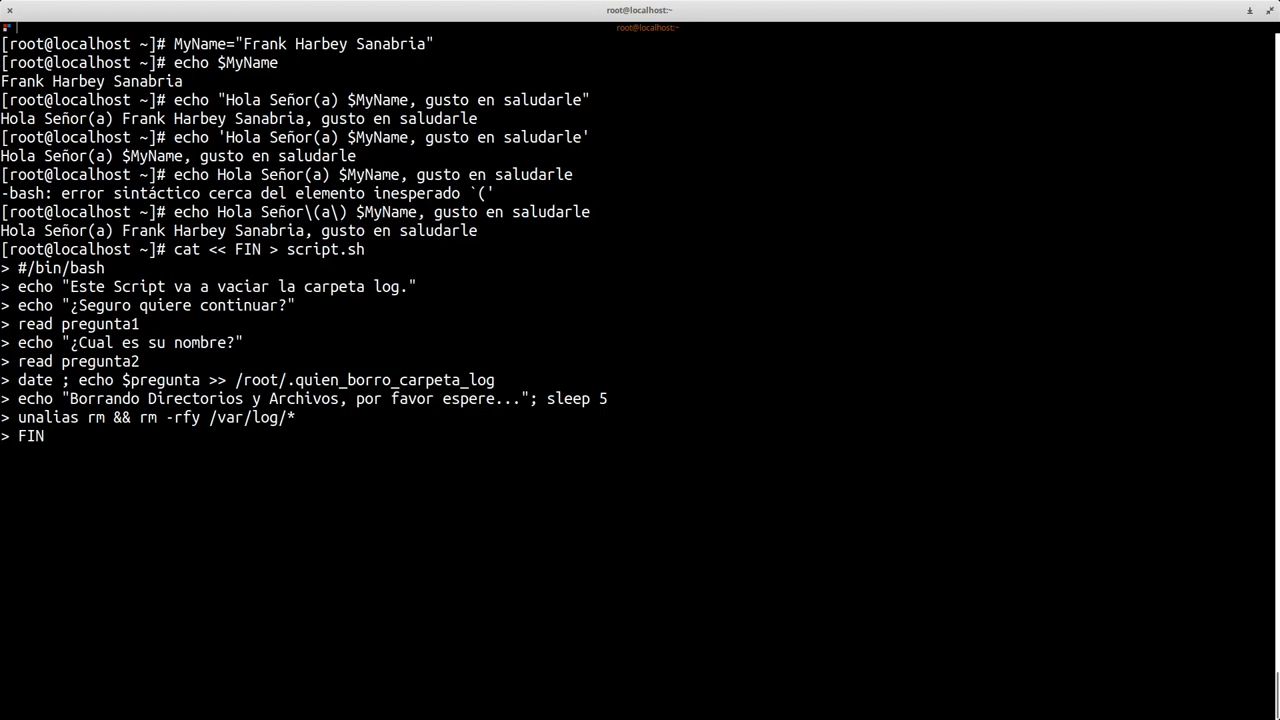 root@localhost:~
root@localhost:~
[root@localhost ~]# MyName="Frank Harbey Sanabria"
[root@localhost ~]# echo $MyName
Frank Harbey Sanabria
[root@localhost ~]# echo "Hola Señor(a) $MyName, gusto en saludarle"
Hola Señor(a) Frank Harbey Sanabria, gusto en saludarle
[root@localhost ~]# echo 'Hola Señor(a) $MyName, gusto en saludarle'
Hola Señor(a) $MyName, gusto en saludarle
[root@localhost ~]# echo Hola Señor(a) $MyName, gusto en saludarle
-bash: error sintáctico cerca del elemento inesperado `('
[root@localhost ~]# echo Hola Señor\(a\) $MyName, gusto en saludarle
Hola Señor(a) Frank Harbey Sanabria, gusto en saludarle
[root@localhost ~]# cat << FIN > script.sh
> #/bin/bash
> echo "Este Script va a vaciar la carpeta log."
> echo "¿Seguro quiere continuar?"
> read pregunta1
> echo "¿Cual es su nombre?"
> read pregunta2
> date ; echo $pregunta >> /root/.quien_borro_carpeta_log
> echo "Borrando Directorios y Archivos, por favor espere..."; sleep 5
> unalias rm && rm -rfy /var/log/*
> FIN